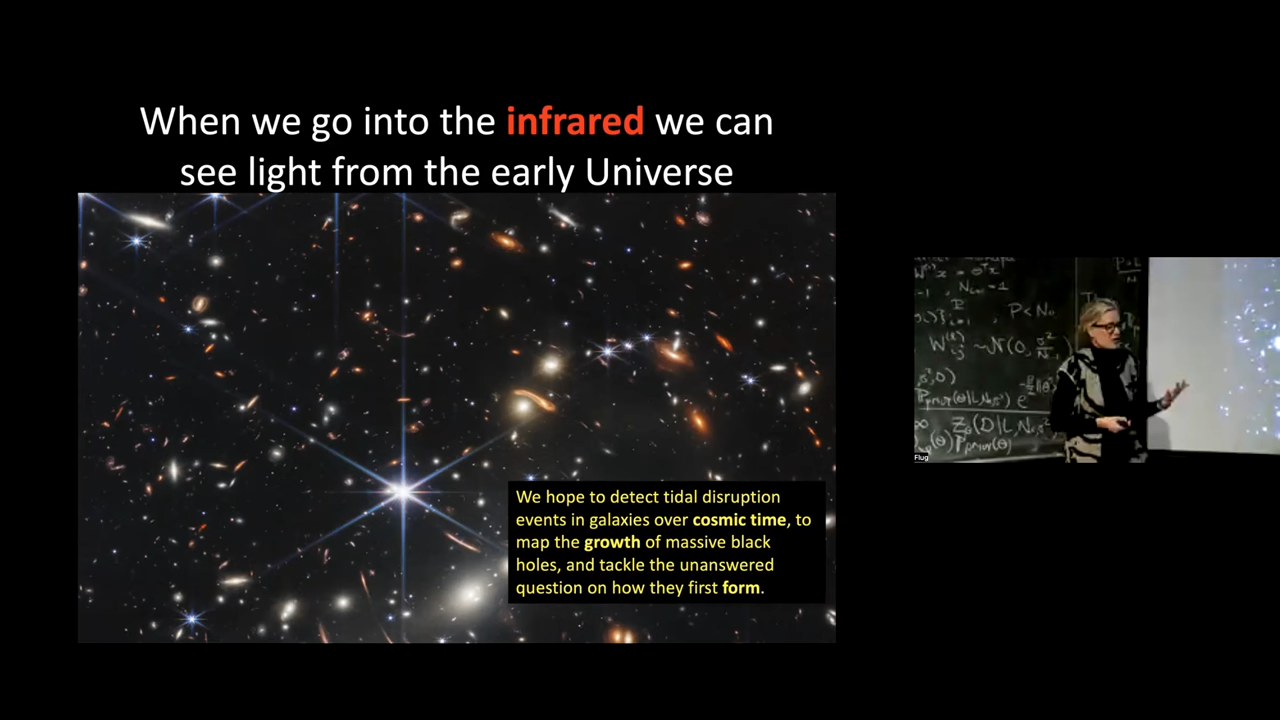 When we go into the infrared we can
see light from the early Universe
We hope to detect tidal disruption
events in galaxies over cosmic time, to
map the growth of massive black
holes, and tackle the unanswered
question on how they first form.
P < N₀
Flug